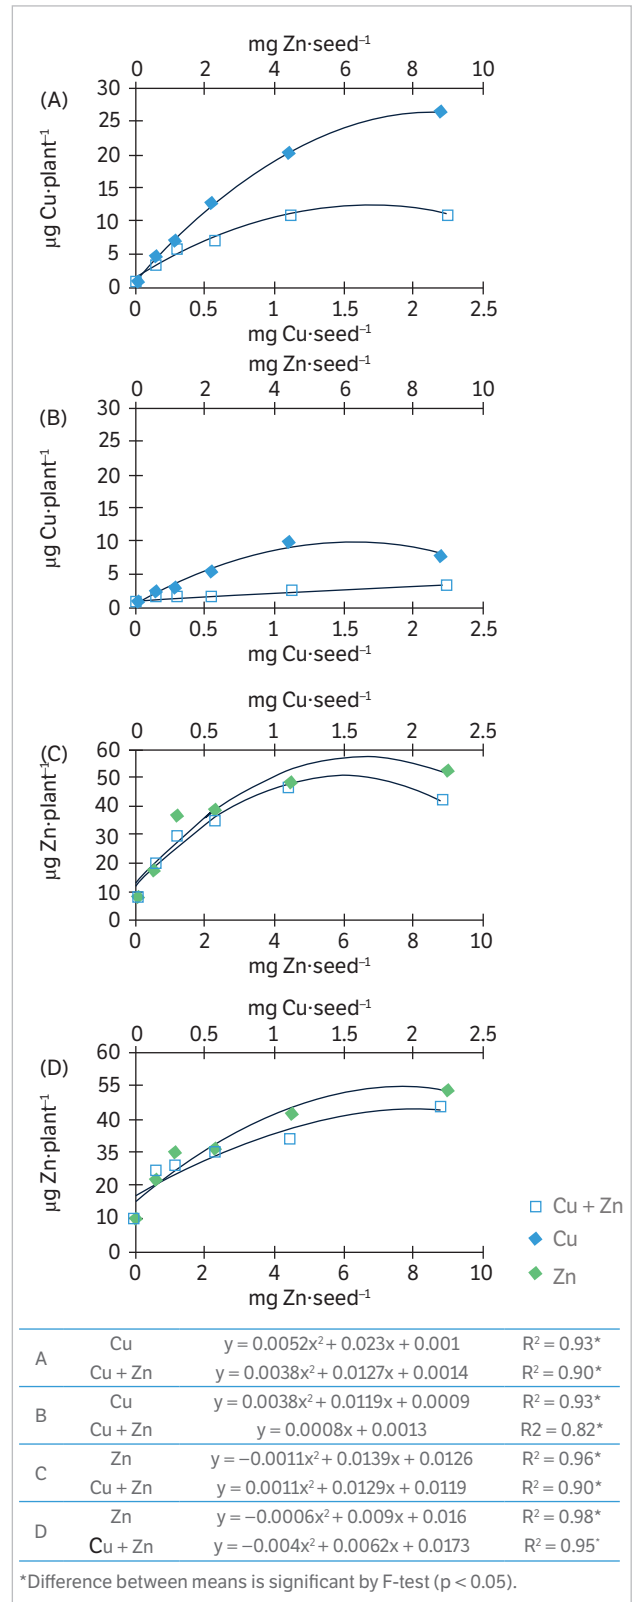 mg Zn·seed⁻¹
0 2 4 6 8 10
(A)
30
25
20
15
10
5
0
µg Cu·plant⁻¹
0 0.5 1 1.5 2 2.5
mg Cu·seed⁻¹
mg Zn·seed⁻¹
0 2 4 6 8 10
(B)
30
25
20
15
10
5
0
µg Cu·plant⁻¹
0 0.5 1 1.5 2 2.5
mg Cu·seed⁻¹
mg Cu·seed⁻¹
0 0.5 1 1.5 2 2.5
(C)
60
50
40
30
20
10
0
µg Zn·plant⁻¹
0 2 4 6 8 10
mg Zn·seed⁻¹
mg Cu·seed⁻¹
0 0.5 1 1.5 2 2.5
(D)
60
55
40
35
20
10
0
µg Zn·plant⁻¹
0 2 4 6 8 10
mg Zn·seed⁻¹
Cu + Zn
Cu
Zn
A Cu y = 0.0052x² + 0.023x + 0.001 R² = 0.93*
Cu + Zn y = 0.0038x² + 0.0127x + 0.0014 R² = 0.90*
B Cu y = 0.0038x² + 0.0119x + 0.0009 R² = 0.93*
Cu + Zn y = 0.0008x + 0.0013 R2 = 0.82*
C Zn y = −0.0011x² + 0.0139x + 0.0126 R² = 0.96*
Cu + Zn y = 0.0011x² + 0.0129x + 0.0119 R² = 0.90*
D Zn y = −0.0006x² + 0.009x + 0.016 R² = 0.98*
Cu + Zn y = −0.004x² + 0.0062x + 0.0173 R² = 0.95*
*Difference between means is significant by F-test (p < 0.05).